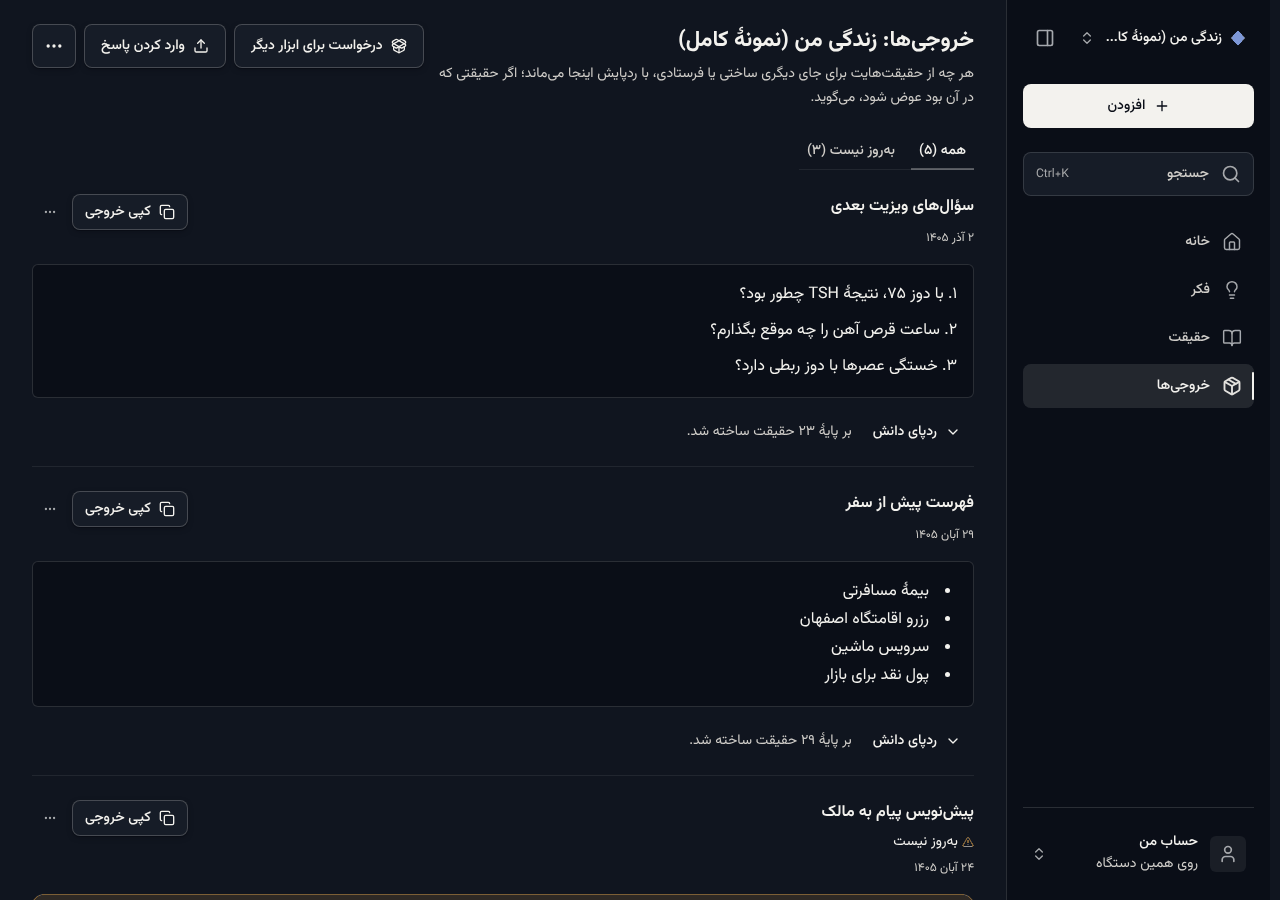 زندگی من (نمونهٔ کا...
افزودن
جستجو
Ctrl+K
خانه
فکر
حقیقت
خروجی‌ها
حساب من
روی همین دستگاه
خروجی‌ها: زندگی من (نمونهٔ کامل)
هر چه از حقیقت‌هایت برای جای دیگری ساختی یا فرستادی، با ردپایش اینجا می‌ماند؛ اگر حقیقتی که
در آن بود عوض شود، می‌گوید.
درخواست برای ابزار دیگر
وارد کردن پاسخ
همه (۵)
به‌روز نیست (۳)
سؤال‌های ویزیت بعدی
۲ آذر ۱۴۰۵
کپی خروجی
۱. با دوز ۷۵، نتیجهٔ TSH چطور بود؟
۲. ساعت قرص آهن را چه موقع بگذارم؟
۳. خستگی عصرها با دوز ربطی دارد؟
ردپای دانش
بر پایهٔ ۲۳ حقیقت ساخته شد.
فهرست پیش از سفر
۲۹ آبان ۱۴۰۵
کپی خروجی
• بیمهٔ مسافرتی
• رزرو اقامتگاه اصفهان
• سرویس ماشین
• پول نقد برای بازار
ردپای دانش
بر پایهٔ ۲۹ حقیقت ساخته شد.
پیش‌نویس پیام به مالک
به‌روز نیست
۲۴ آبان ۱۴۰۵
کپی خروجی